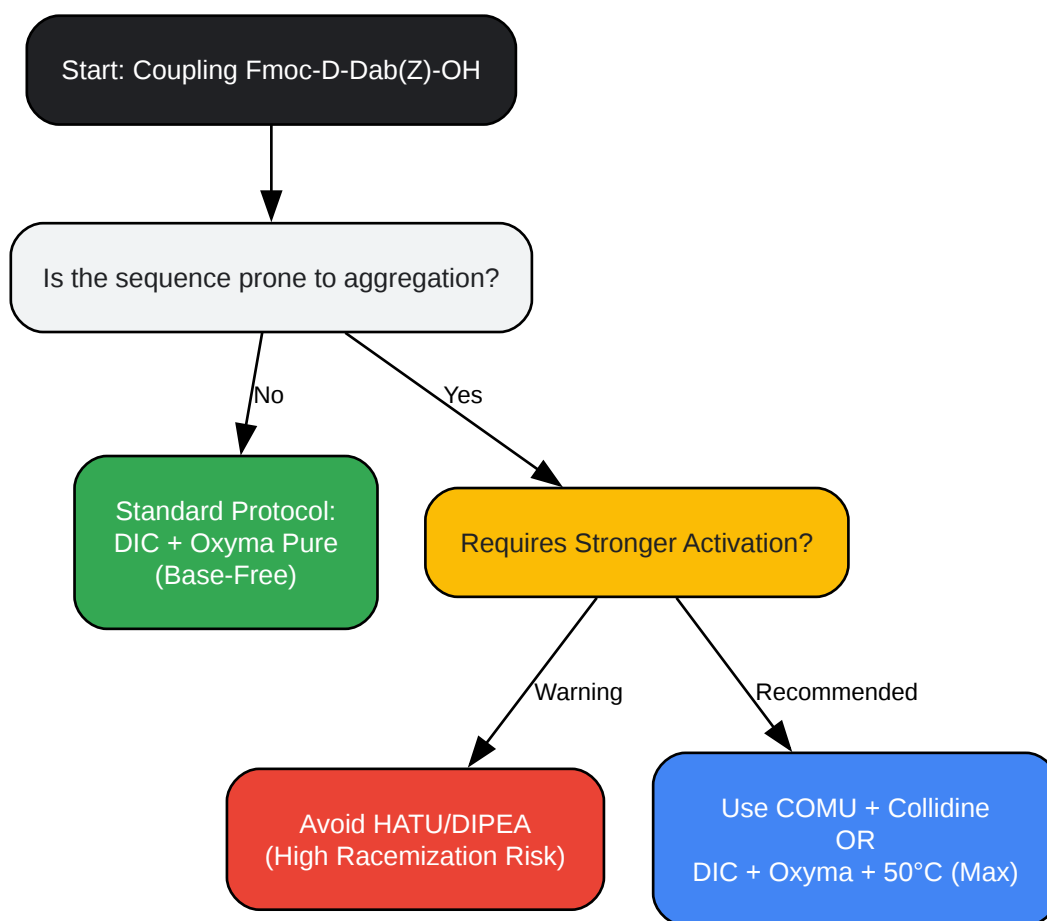 Start: Coupling Fmoc-D-Dab(Z)-OH
Is the sequence prone to aggregation?
No
Yes
Standard Protocol:
DIC + Oxyma Pure
(Base-Free)
Requires Stronger Activation?
Warning
Recommended
Avoid HATU/DIPEA
(High Racemization Risk)
Use COMU + Collidine
OR
DIC + Oxyma + 50°C (Max)